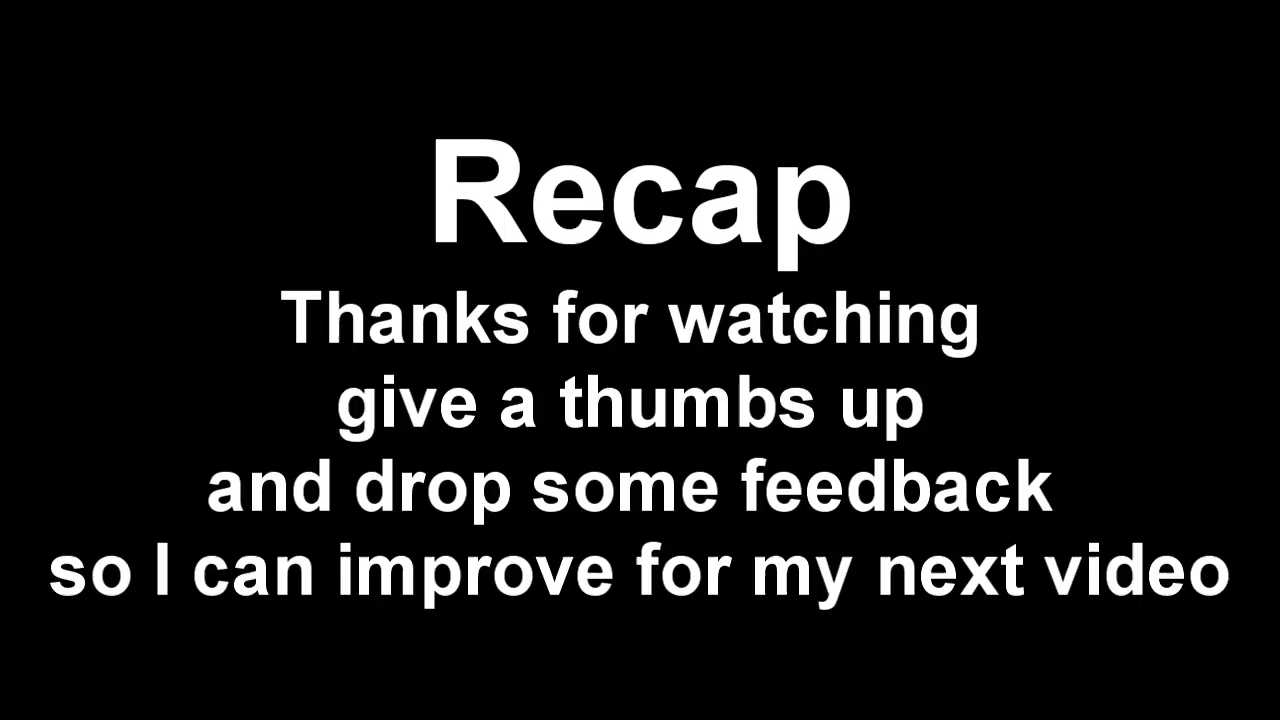 Recap
Thanks for watching
give a thumbs up
and drop some feedback
so I can improve for my next video